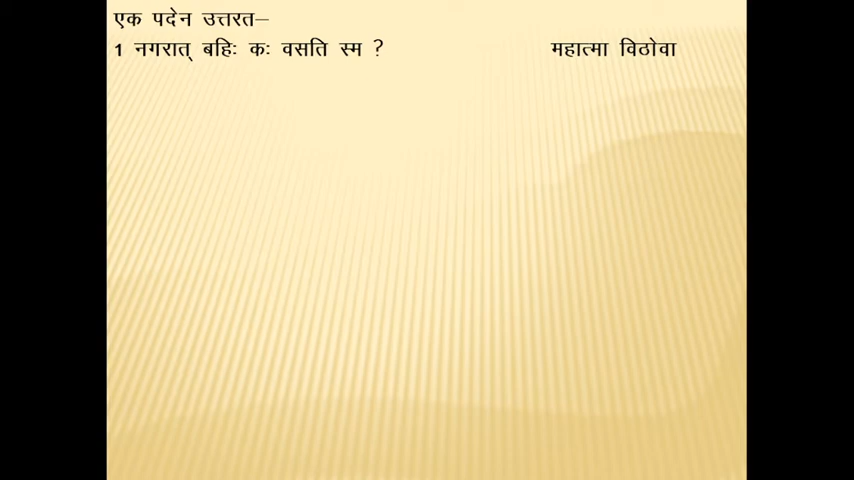 एक पदेन उत्तरत–
1 नगरात् बहिः कः वसति स्म ? महात्मा विठोवा